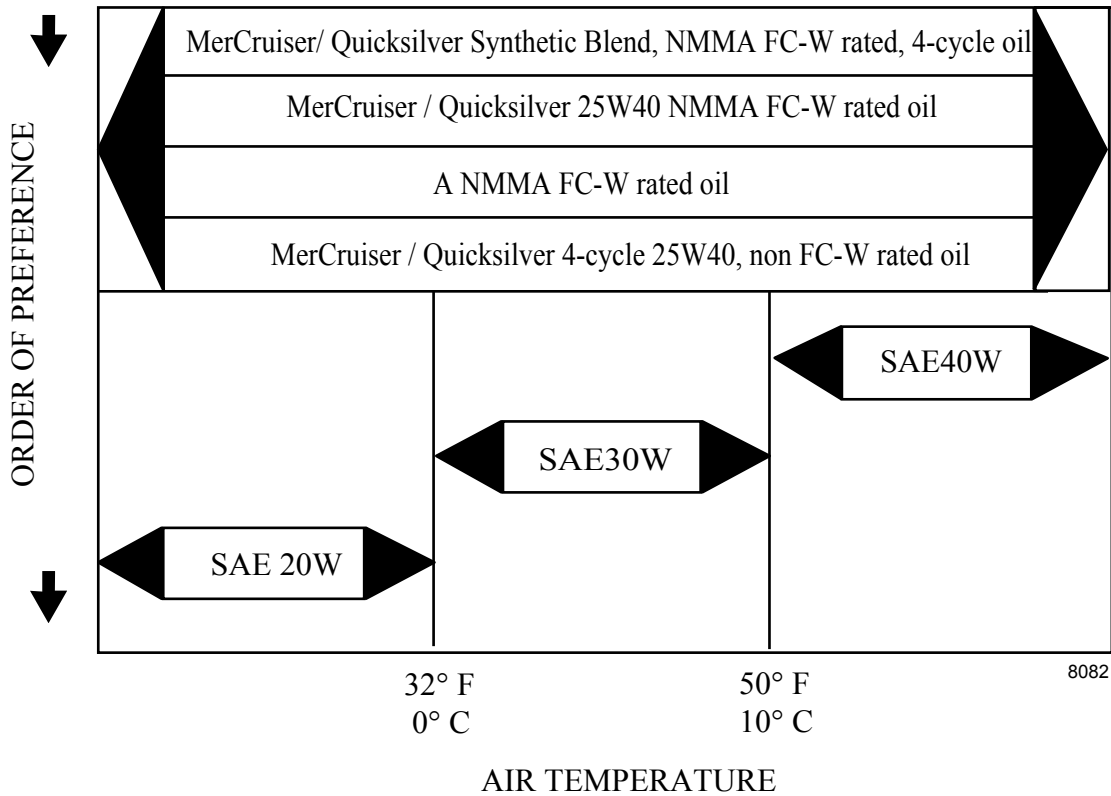 MerCruiser/ Quicksilver Synthetic Blend, NMMA FC-W rated, 4-cycle oil
MerCruiser / Quicksilver 25W40 NMMA FC-W rated oil
A NMMA FC-W rated oil
MerCruiser / Quicksilver 4-cycle 25W40, non FC-W rated oil
ORDER OF PREFERENCE
SAE40W
SAE30W
SAE 20W
32° F
0° C
50° F
10° C
8082
AIR TEMPERATURE